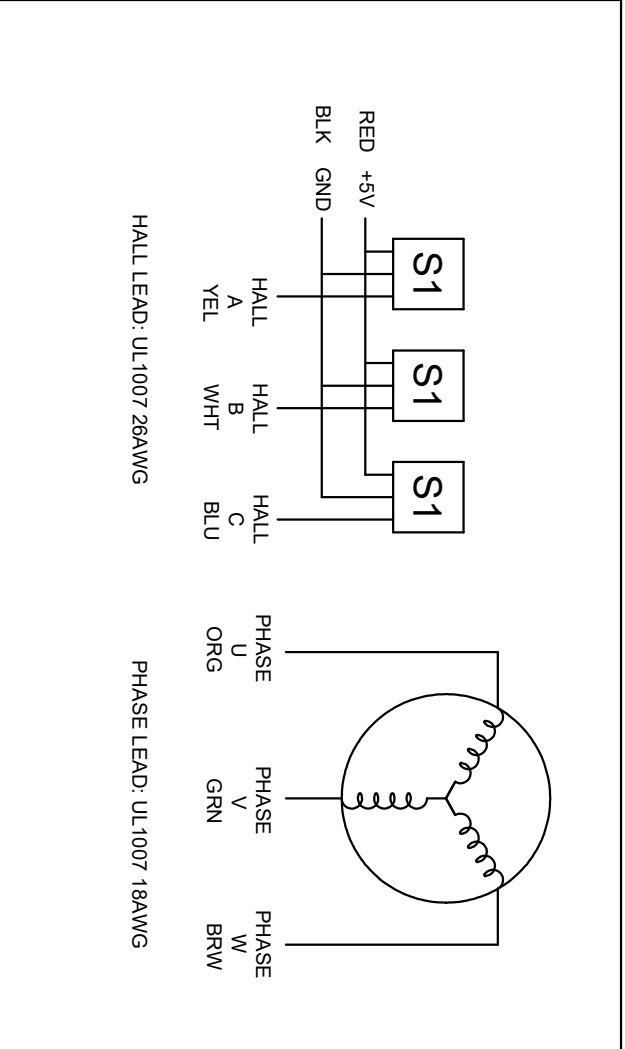 S1 S1 S1
RED +5V
BLK GND
HALL
A
YEL
HALL
B
WHT
HALL
C
BLU
HALL LEAD: UL1007 26AWG
PHASE
U
ORG
PHASE
V
GRN
PHASE
W
BRW
PHASE LEAD: UL1007 18AWG